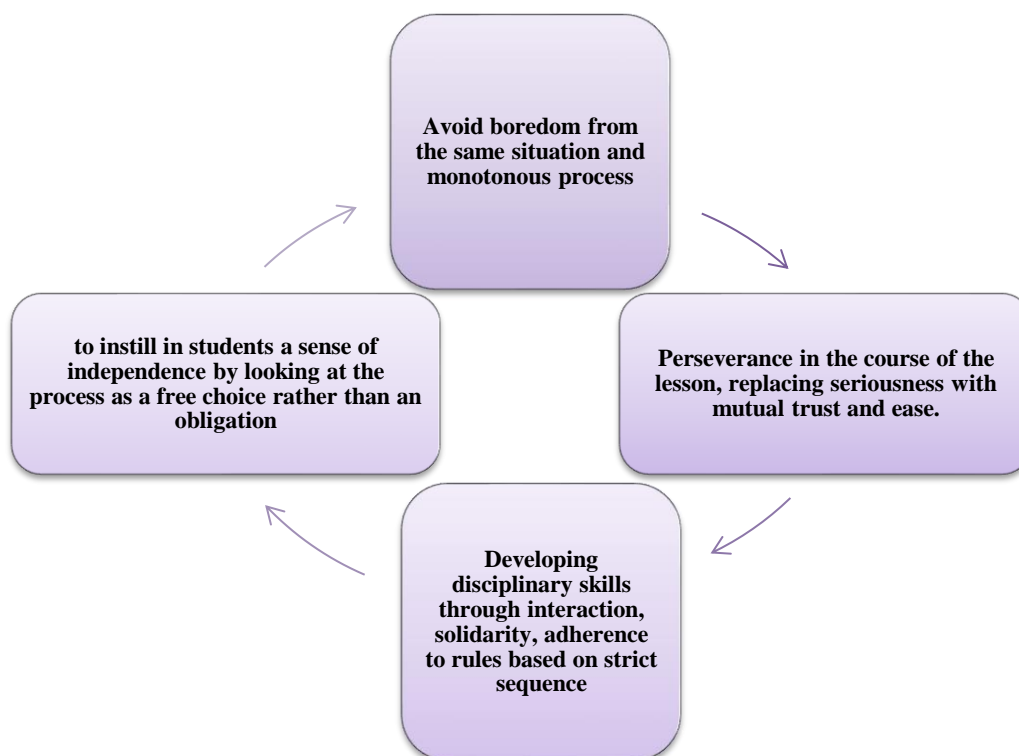 Avoid boredom from
the same situation and
monotonous process
to instill in students a sense of
independence by looking at the
process as a free choice rather than an
obligation
Perseverance in the course of the
lesson, replacing seriousness with
mutual trust and ease.
Developing
disciplinary skills
through interaction,
solidarity, adherence
to rules based on strict
sequence